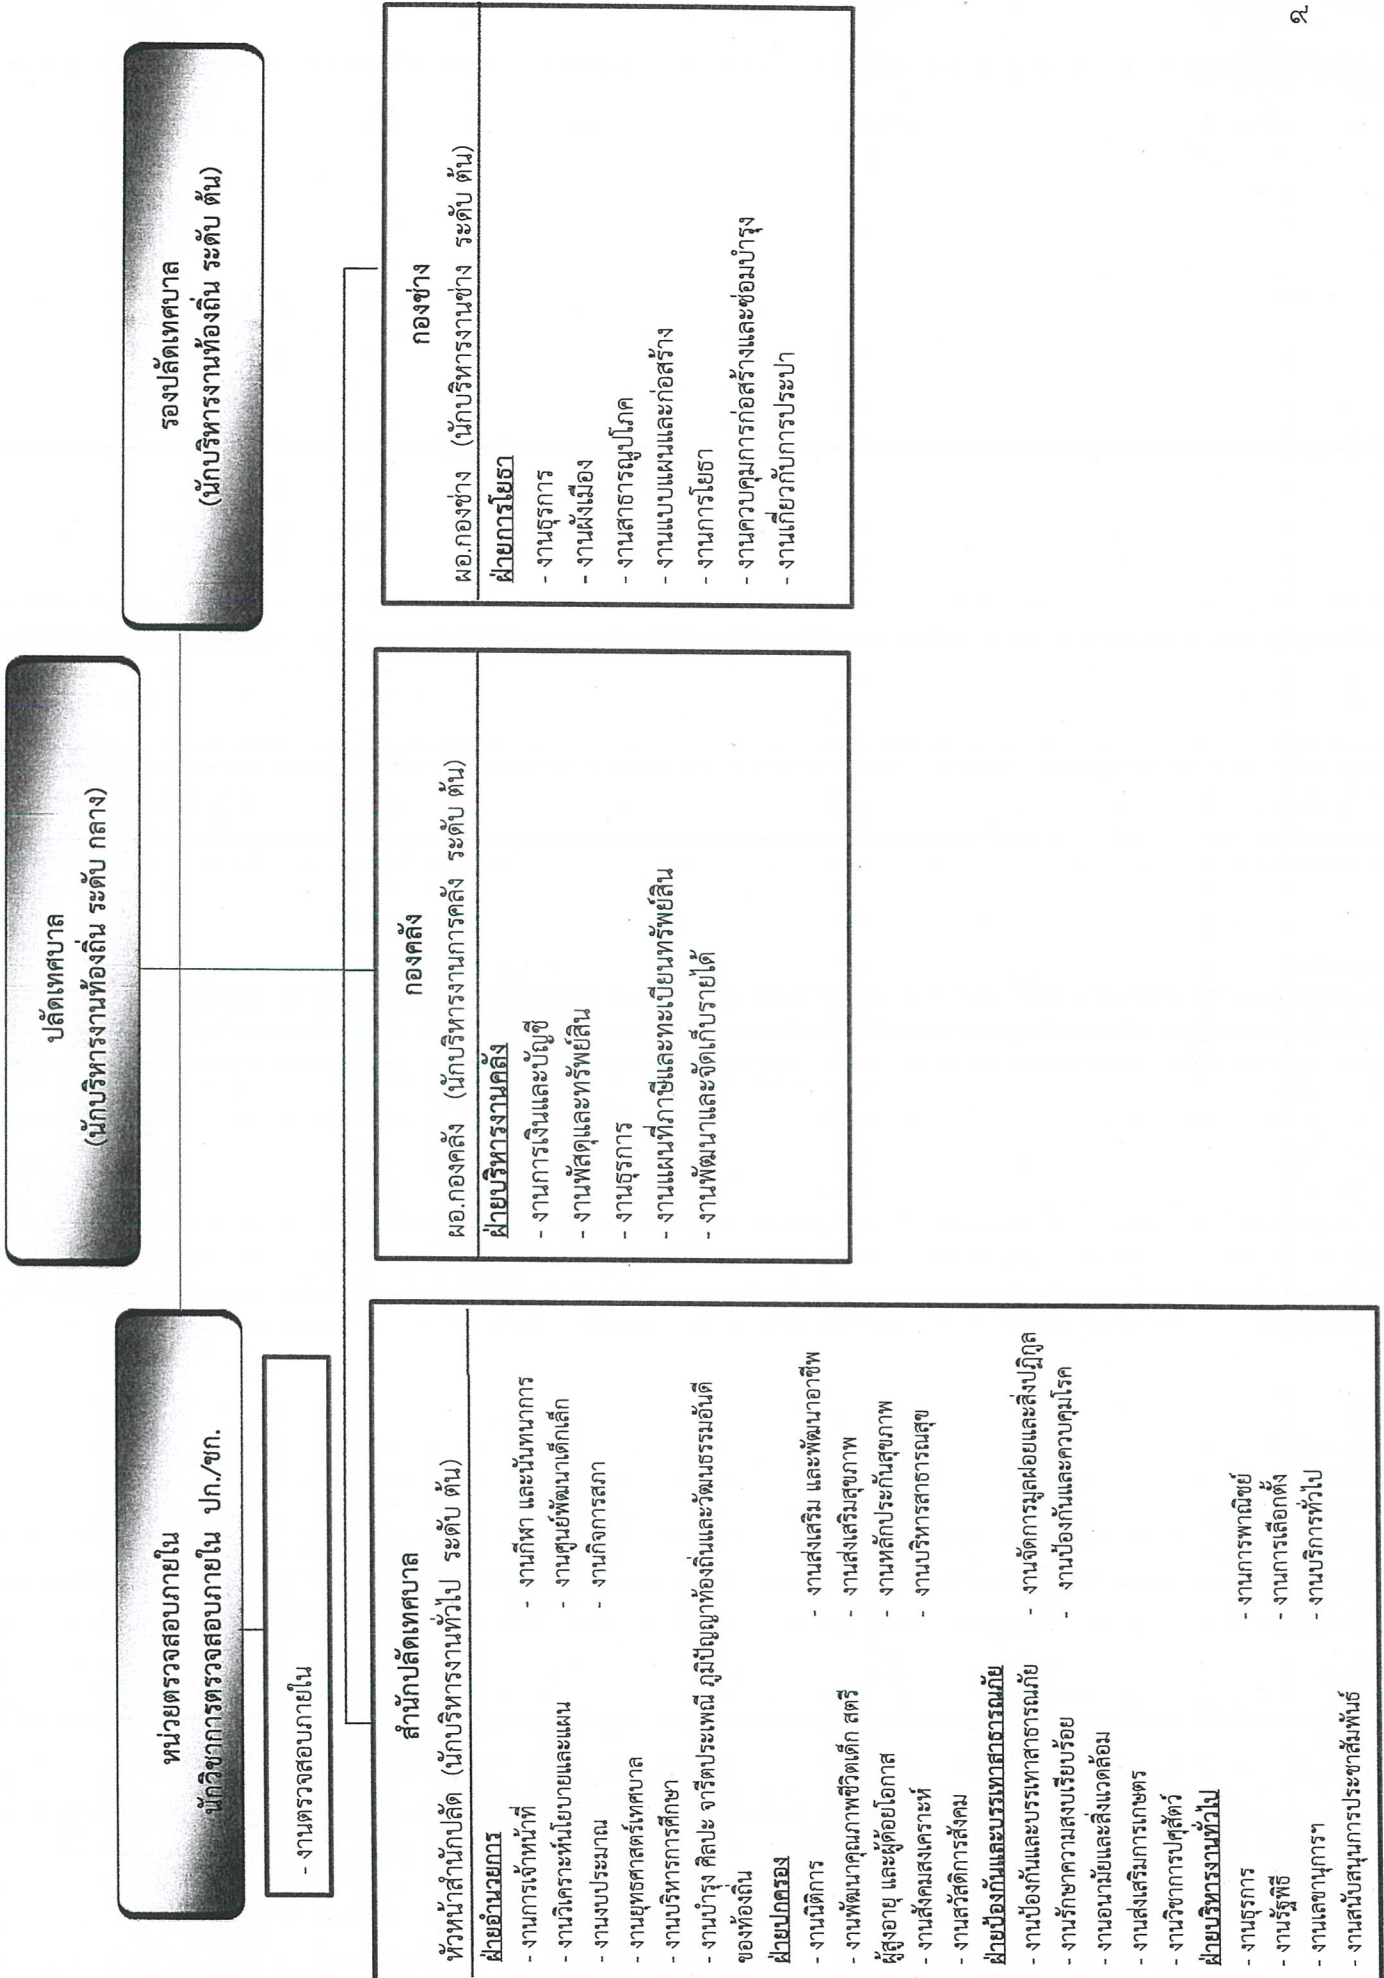 ปลัดเทศบาล
(นักบริหารงานท้องถิ่น ระดับ กลาง)
หน่วยตรวจสอบภายใน
นักวิชาการตรวจสอบภายใน ปก./ชก.
- งานตรวจสอบภายใน
รองปลัดเทศบาล
(นักบริหารงานท้องถิ่น ระดับ ต้น)
สำนักปลัดเทศบาล
หัวหน้าสำนักปลัด (นักบริหารงานทั่วไป ระดับ ต้น)
ฝ่ายอำนวยการ
- งานการเจ้าหน้าที่
- งานวิเคราะห์นโยบายและแผน
- งานงบประมาณ
- งานยุทธศาสตร์เทศบาล
- งานบริหารการศึกษา
- งานกีฬา และนันทนาการ
- งานศูนย์พัฒนาเด็กเล็ก
- งานกิจการสภา
- งานบำรุง ศิลปะ จารีตประเพณี ภูมิปัญญาท้องถิ่นและวัฒนธรรมอันดี
ของท้องถิ่น
ฝ่ายปกครอง
- งานนิติการ
- งานพัฒนาคุณภาพชีวิตเด็ก สตรี
ผู้สูงอายุ และผู้ด้อยโอกาส
- งานสังคมสงเคราะห์
- งานสวัสดิการสังคม
- งานส่งเสริม และพัฒนาอาชีพ
- งานส่งเสริมสุขภาพ
- งานหลักประกันสุขภาพ
- งานบริหารสาธารณสุข
ฝ่ายป้องกันและบรรเทาสาธารณภัย
- งานป้องกันและบรรเทาสาธารณภัย
- งานรักษาความสงบเรียบร้อย
- งานอนามัยและสิ่งแวดล้อม
- งานส่งเสริมการเกษตร
- งานวิชาการปศุสัตว์
- งานจัดการมูลฝอยและสิ่งปฏิกูล
- งานป้องกันและควบคุมโรค
ฝ่ายบริหารงานทั่วไป
- งานธุรการ
- งานรัฐพิธี
- งานเลขานุการฯ
- งานสนับสนุนการประชาสัมพันธ์
- งานการพาณิชย์
- งานการเลือกตั้ง
- งานบริการทั่วไป
กองคลัง
ผอ.กองคลัง (นักบริหารงานการคลัง ระดับ ต้น)
ฝ่ายบริหารงานคลัง
- งานการเงินและบัญชี
- งานพัสดุและทรัพย์สิน
- งานธุรการ
- งานแผนที่ภาษีและทะเบียนทรัพย์สิน
- งานพัฒนาและจัดเก็บรายได้
กองช่าง
ผอ.กองช่าง (นักบริหารงานช่าง ระดับ ต้น)
ฝ่ายการโยธา
- งานธุรการ
- งานผังเมือง
- งานสาธารณูปโภค
- งานแบบแผนและก่อสร้าง
- งานการโยธา
- งานควบคุมการก่อสร้างและซ่อมบำรุง
- งานเกี่ยวกับการประปา